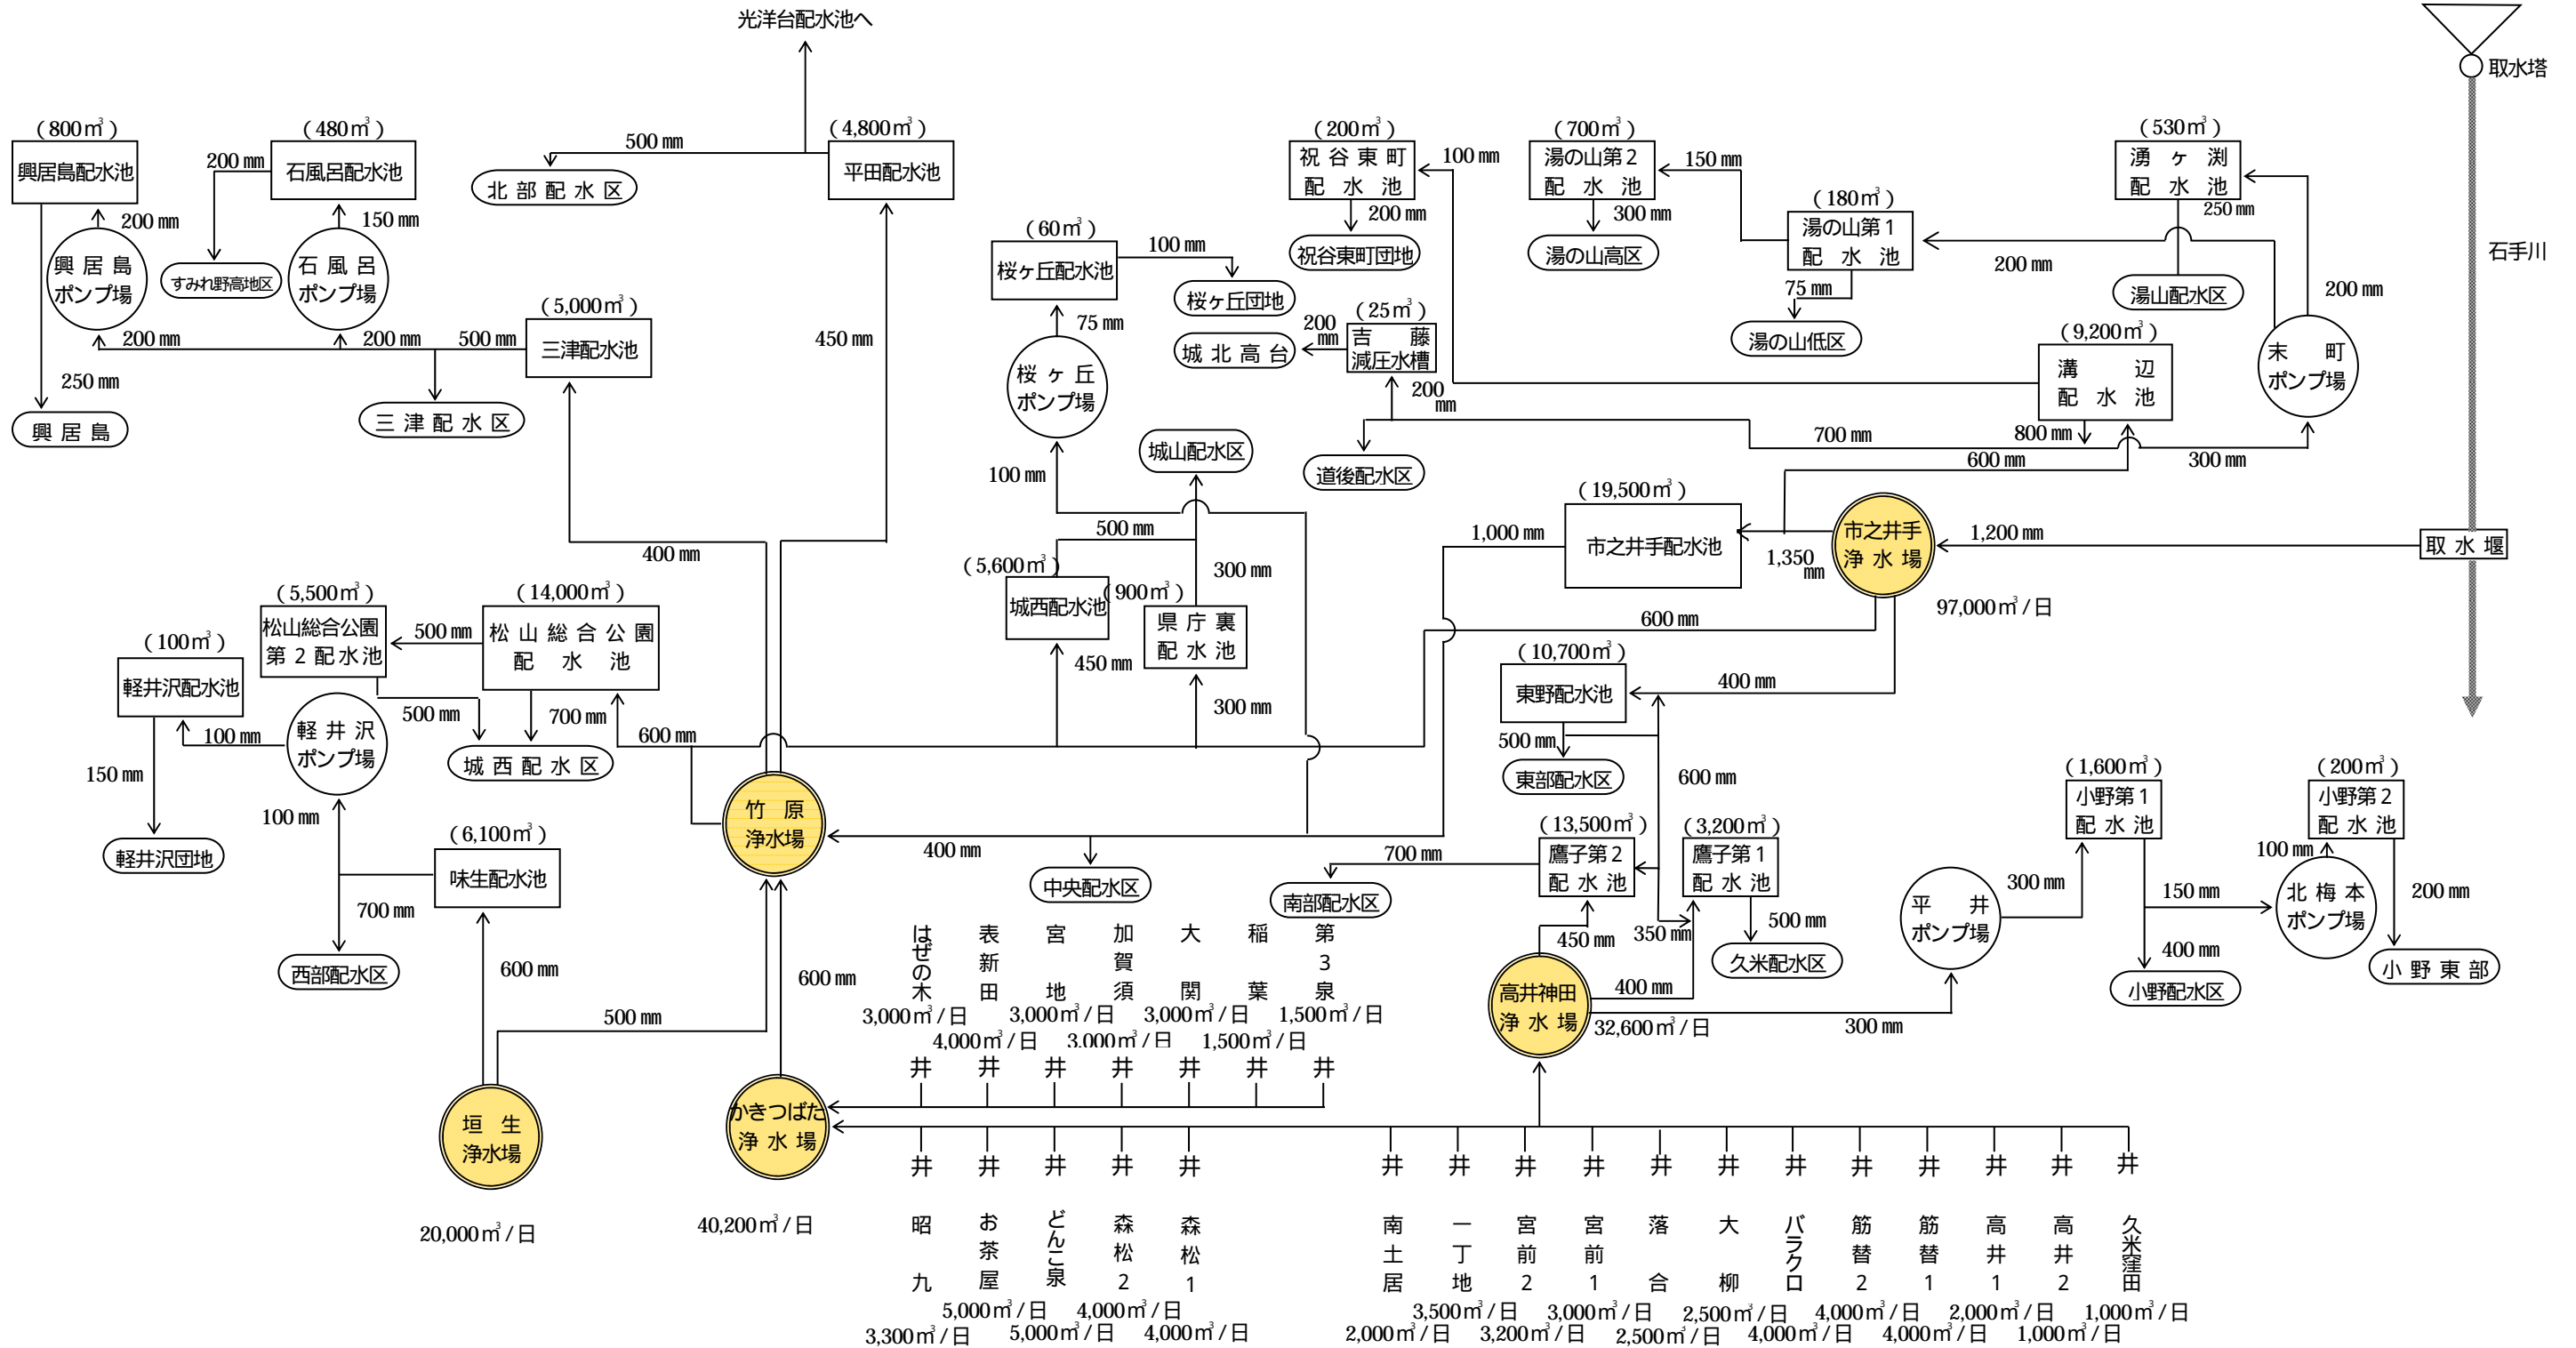 光洋台配水池へ
取水塔
石手川
取水堰
(800㎥)
興居島配水池
200㎜
興居島
ポンプ場
200㎜
250㎜
興居島
(480㎥)
石風呂配水池
200㎜
すみれ野高地区
150㎜
石風呂
ポンプ場
200㎜
500㎜
三津配水区
(5,000㎥)
三津配水池
400㎜
500㎜
北部配水区
(4,800㎥)
平田配水池
450㎜
(60㎥)
桜ヶ丘配水池
100㎜
桜ヶ丘団地
75㎜
桜ヶ丘
ポンプ場
100㎜
(200㎥)
祝谷東町
配水池
100㎜
200㎜
祝谷東町団地
(25㎥)
吉藤
減圧水槽
200
㎜
城北高台
200
㎜
道後配水区
(700㎥)
湯の山第2
配水池
150㎜
300㎜
湯の山高区
(180㎥)
湯の山第1
配水池
75㎜
湯の山低区
200㎜
(530㎥)
湧ヶ渕
配水池
250㎜
湯山配水区
200㎜
末町
ポンプ場
(9,200㎥)
溝辺
配水池
800㎜
700㎜
300㎜
600㎜
城山配水区
500㎜
300㎜
(5,600㎥)
城西配水池
450㎜
(900㎥)
県庁裏
配水池
300㎜
(19,500㎥)
市之井手配水池
1,000㎜
1,350
㎜
市之井手
浄水場
1,200㎜
97,000㎥/日
600㎜
400㎜
(10,700㎥)
東野配水池
500㎜
東部配水区
600㎜
(5,500㎥)
松山総合公園
第2配水池
500㎜
(14,000㎥)
松山総合公園
配水池
500㎜
700㎜
600㎜
城西配水区
(100㎥)
軽井沢配水池
100㎜
軽井沢
ポンプ場
150㎜
軽井沢団地
100㎜
(6,100㎥)
味生配水池
700㎜
西部配水区
600㎜
500㎜
竹原
浄水場
400㎜
中央配水区
600㎜
(13,500㎥)
鷹子第2
配水池
700㎜
南部配水区
(3,200㎥)
鷹子第1
配水池
500㎜
久米配水区
450㎜
350㎜
400㎜
高井神田
浄水場
32,600㎥/日
300㎜
平井
ポンプ場
300㎜
(1,600㎥)
小野第1
配水池
150㎜
400㎜
小野配水区
(200㎥)
小野第2
配水池
100㎜
北梅本
ポンプ場
200㎜
小野東部
はぜの木
表新田
宮地
加賀須
大関
稲葉
第3泉
3,000㎥/日
3,000㎥/日
3,000㎥/日
1,500㎥/日
4,000㎥/日
3,000㎥/日
1,500㎥/日
井 井 井 井 井 井 井
垣生
浄水場
20,000㎥/日
かきつばた
浄水場
40,200㎥/日
井 井 井 井 井 井 井 井 井 井 井 井 井 井 井 井 井
昭九
お茶屋
どんこ泉
森松2
森松1
南土居
一丁地
宮前2
宮前1
落合
大柳
バラクロ
筋替2
筋替1
高井1
高井2
久米窪田
5,000㎥/日
4,000㎥/日
3,500㎥/日
3,000㎥/日
2,500㎥/日
4,000㎥/日
2,000㎥/日
1,000㎥/日
3,300㎥/日
5,000㎥/日
4,000㎥/日
2,000㎥/日
3,200㎥/日
2,500㎥/日
4,000㎥/日
4,000㎥/日
1,000㎥/日